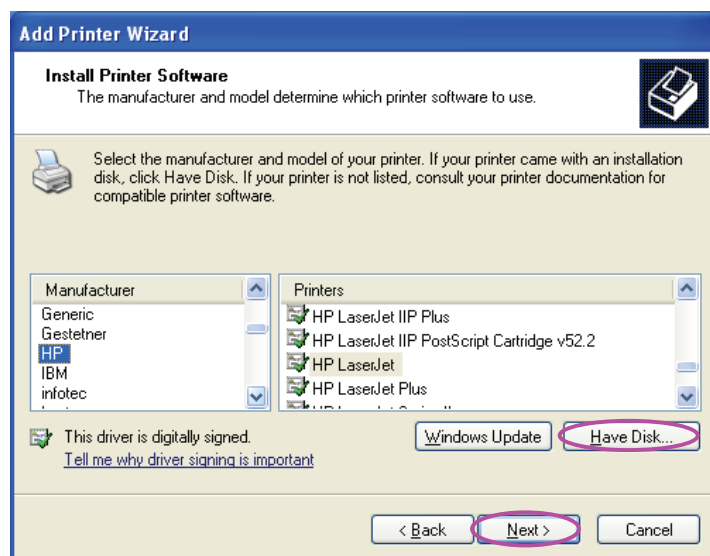 Add Printer Wizard
Install Printer Software
The manufacturer and model determine which printer software to use.
Select the manufacturer and model of your printer. If your printer came with an installation
disk, click Have Disk. If your printer is not listed, consult your printer documentation for
compatible printer software.
Manufacturer
Generic
Gestetner
HP
IBM
infotec
Printers
HP LaserJet IIP Plus
HP LaserJet IIP PostScript Cartridge v52.2
HP LaserJet
HP LaserJet Plus
This driver is digitally signed.
Tell me why driver signing is important
Windows Update
Have Disk...
< Back
Next >
Cancel